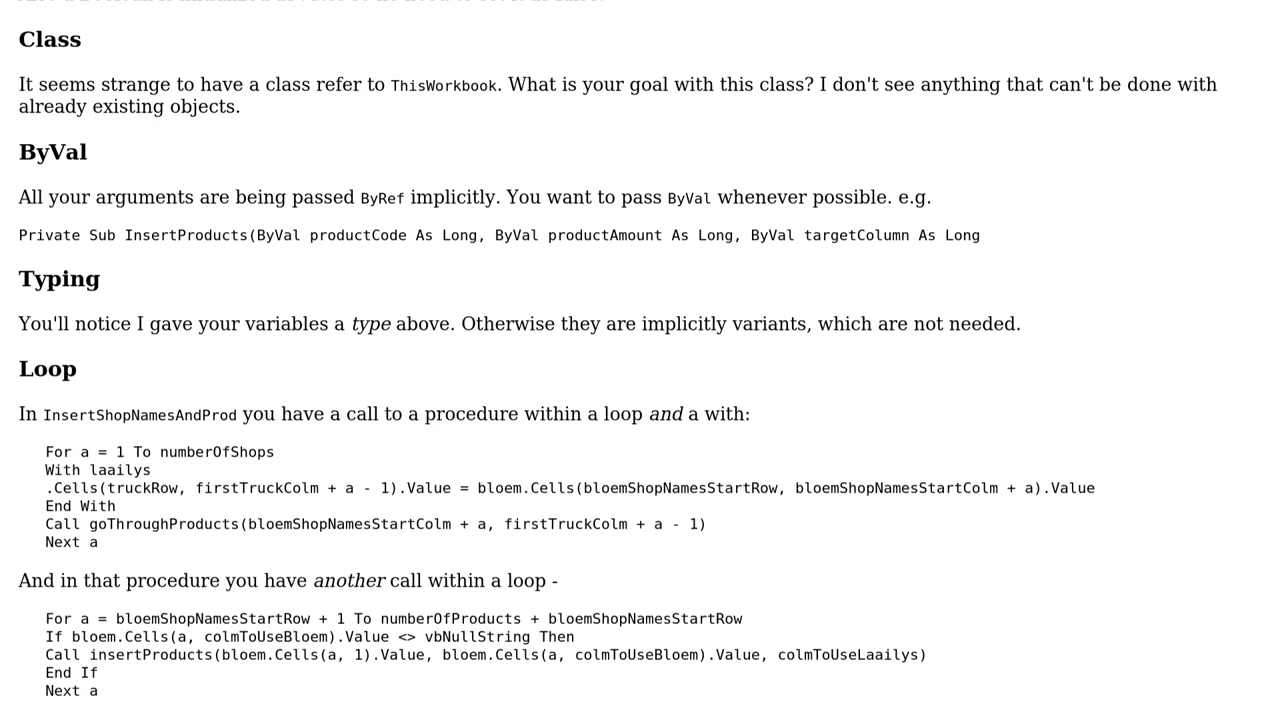 Class
It seems strange to have a class refer to ThisWorkbook. What is your goal with this class? I don't see anything that can't be done with
already existing objects.
ByVal
All your arguments are being passed ByRef implicitly. You want to pass ByVal whenever possible. e.g.
Private Sub InsertProducts(ByVal productCode As Long, ByVal productAmount As Long, ByVal targetColumn As Long
Typing
You'll notice I gave your variables a type above. Otherwise they are implicitly variants, which are not needed.
Loop
In InsertShopNamesAndProd you have a call to a procedure within a loop and a with:
For a = 1 To numberOfShops
With laailys
.Cells(truckRow, firstTruckColm + a - 1).Value = bloem.Cells(bloemShopNamesStartRow, bloemShopNamesStartColm + a).Value
End With
Call goThroughProducts(bloemShopNamesStartColm + a, firstTruckColm + a - 1)
Next a
And in that procedure you have another call within a loop -
For a = bloemShopNamesStartRow + 1 To numberOfProducts + bloemShopNamesStartRow
If bloem.Cells(a, colmToUseBloem).Value <> vbNullString Then
Call insertProducts(bloem.Cells(a, 1).Value, bloem.Cells(a, colmToUseBloem).Value, colmToUseLaailys)
End If
Next a